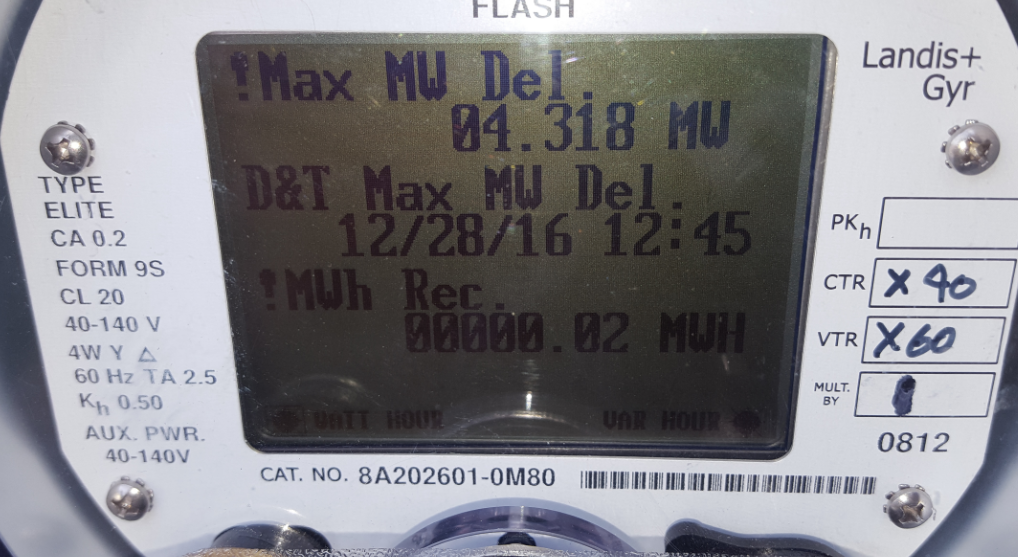 FLASH
Landis+
Gyr
!Max MW Del.
04.318 MW
D&T Max MW Del.
12/28/16 12:45
!MWh Rec.
00000.02 MWH
WATT HOUR
VAR HOUR
TYPE
ELITE
CA 0.2
FORM 9S
CL 20
40-140 V
4W Y △
60 Hz TA 2.5
Kh 0.50
AUX. PWR.
40-140V
PKh
CTR X 40
VTR X60
MULT. BY 1
0812
CAT. NO. 8A202601-0M80